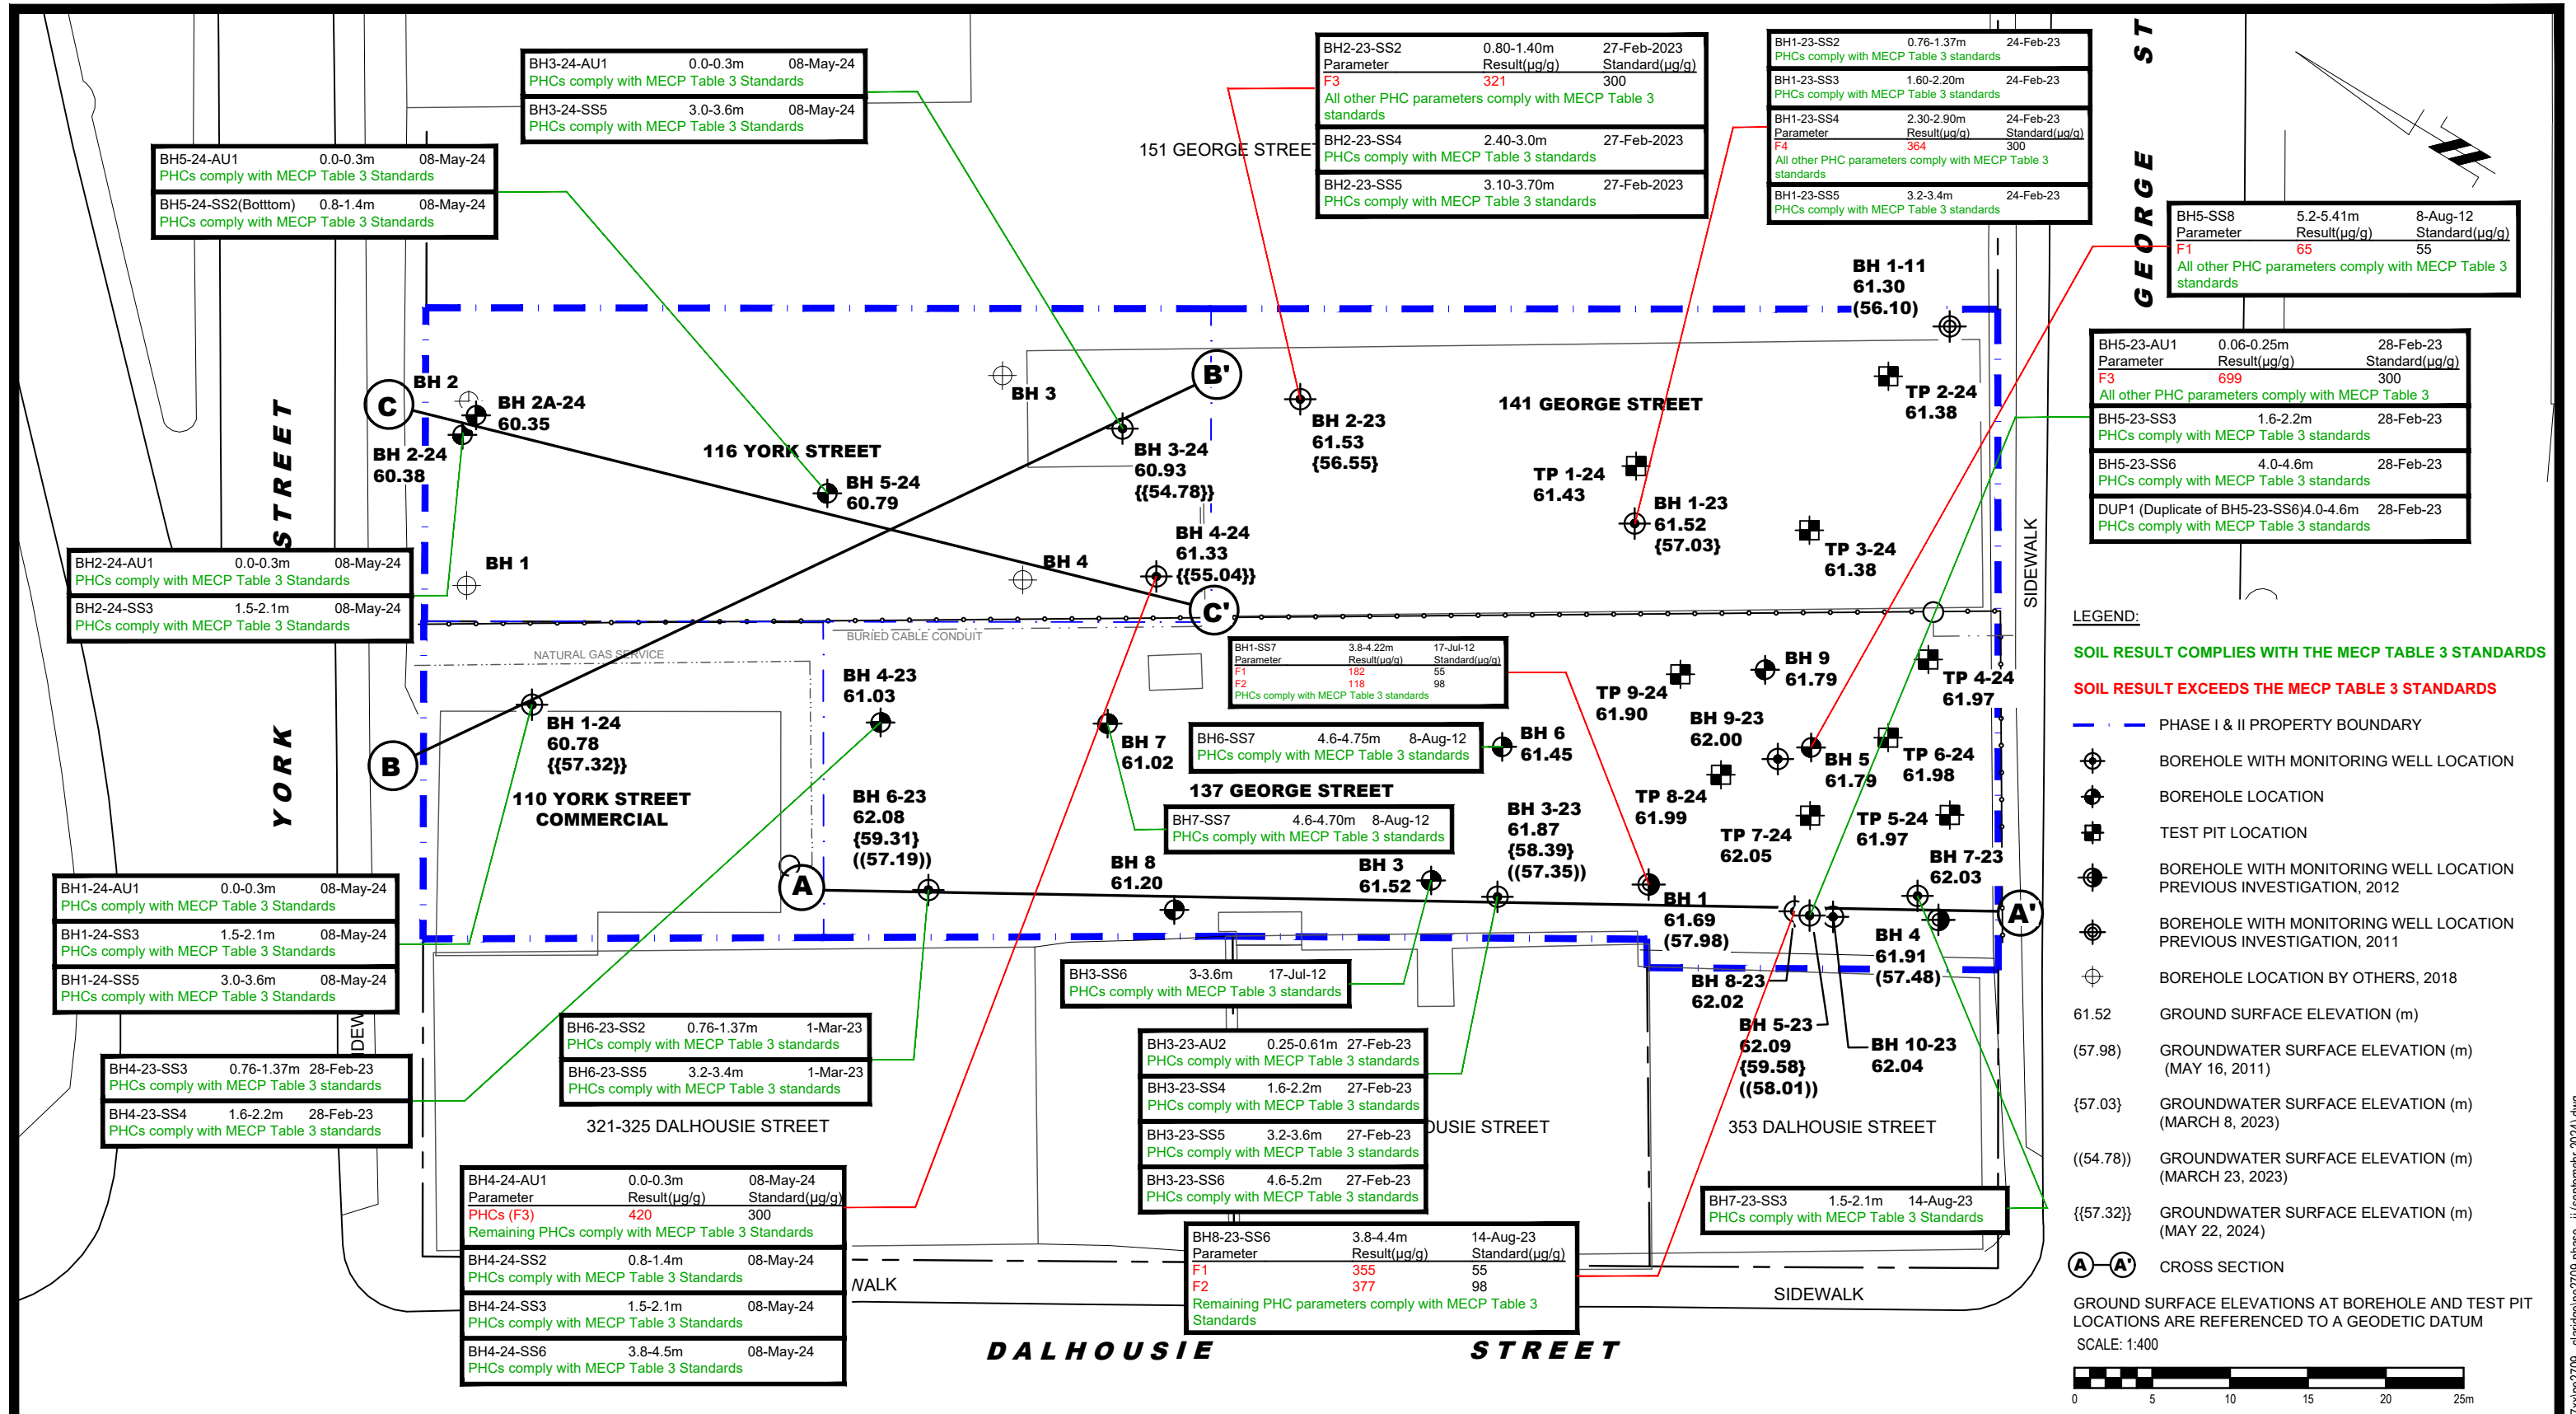 BH3-24-AU1 0.0-0.3m 08-May-24
PHCs comply with MECP Table 3 Standards
BH3-24-SS5 3.0-3.6m 08-May-24
PHCs comply with MECP Table 3 Standards
BH5-24-AU1 0.0-0.3m 08-May-24
PHCs comply with MECP Table 3 Standards
BH5-24-SS2(Botttom) 0.8-1.4m 08-May-24
PHCs comply with MECP Table 3 Standards
BH2-23-SS2 0.80-1.40m 27-Feb-2023
Parameter Result(µg/g) Standard(µg/g)
F3 321 300
All other PHC parameters comply with MECP Table 3
standards
BH2-23-SS4 2.40-3.0m 27-Feb-2023
PHCs comply with MECP Table 3 standards
BH2-23-SS5 3.10-3.70m 27-Feb-2023
PHCs comply with MECP Table 3 standards
151 GEORGE STREET
BH1-23-SS2 0.76-1.37m 24-Feb-23
PHCs comply with MECP Table 3 standards
BH1-23-SS3 1.60-2.20m 24-Feb-23
PHCs comply with MECP Table 3 standards
BH1-23-SS4 2.30-2.90m 24-Feb-23
Parameter Result(µg/g) Standard(µg/g)
F4 364 300
All other PHC parameters comply with MECP Table 3
standards
BH1-23-SS5 3.2-3.4m 24-Feb-23
PHCs comply with MECP Table 3 standards
GEORGE ST
BH5-SS8 5.2-5.41m 8-Aug-12
Parameter Result(µg/g) Standard(µg/g)
F1 65 55
All other PHC parameters comply with MECP Table 3
standards
BH5-23-AU1 0.06-0.25m 28-Feb-23
Parameter Result(µg/g) Standard(µg/g)
F3 699 300
All other PHC parameters comply with MECP Table 3
BH5-23-SS3 1.6-2.2m 28-Feb-23
PHCs comply with MECP Table 3 standards
BH5-23-SS6 4.0-4.6m 28-Feb-23
PHCs comply with MECP Table 3 standards
DUP1 (Duplicate of BH5-23-SS6)4.0-4.6m 28-Feb-23
PHCs comply with MECP Table 3 standards
BH 1-11
61.30
(56.10)
C
BH 2
BH 2A-24
60.35
BH 2-24
60.38
BH 3
B'
116 YORK STREET
BH 5-24
60.79
BH 3-24
60.93
{{54.78}}
BH 2-23
61.53
{56.55}
141 GEORGE STREET
TP 2-24
61.38
TP 1-24
61.43
BH 1-23
61.52
{57.03}
TP 3-24
61.38
BH 4-24
61.33
{{55.04}}
BH 1
BH 4
C'
YORK STREET
SIDEWALK
BH2-24-AU1 0.0-0.3m 08-May-24
PHCs comply with MECP Table 3 Standards
BH2-24-SS3 1.5-2.1m 08-May-24
PHCs comply with MECP Table 3 Standards
BURIED CABLE CONDUIT
NATURAL GAS SERVICE
BH1-SS7 3.8-4.22m 17-Jul-12
Parameter Result(µg/g) Standard(µg/g)
F1 182 55
F2 118 98
PHCs comply with MECP Table 3 standards
BH 4-23
61.03
BH 7
61.02
BH6-SS7 4.6-4.75m 8-Aug-12
PHCs comply with MECP Table 3 standards
BH 6
61.45
137 GEORGE STREET
BH7-SS7 4.6-4.70m 8-Aug-12
PHCs comply with MECP Table 3 standards
TP 9-24
61.90
BH 9
61.79
TP 4-24
61.97
BH 9-23
62.00
BH 5
61.79
TP 6-24
61.98
TP 8-24
61.99
TP 7-24
62.05
TP 5-24
61.97
BH 7-23
62.03
B
BH 1-24
60.78
{{57.32}}
110 YORK STREET
COMMERCIAL
BH 6-23
62.08
{59.31}
((57.19))
A
BH 8
61.20
BH 3
61.52
BH 3-23
61.87
{58.39}
((57.35))
BH 1
61.69
(57.98)
BH 4
61.91
(57.48)
A'
BH 8-23
62.02
BH 5-23
62.09
{59.58}
((58.01))
BH 10-23
62.04
BH1-24-AU1 0.0-0.3m 08-May-24
PHCs comply with MECP Table 3 Standards
BH1-24-SS3 1.5-2.1m 08-May-24
PHCs comply with MECP Table 3 Standards
BH1-24-SS5 3.0-3.6m 08-May-24
PHCs comply with MECP Table 3 Standards
IDEW
BH4-23-SS3 0.76-1.37m 28-Feb-23
PHCs comply with MECP Table 3 standards
BH4-23-SS4 1.6-2.2m 28-Feb-23
PHCs comply with MECP Table 3 standards
BH6-23-SS2 0.76-1.37m 1-Mar-23
PHCs comply with MECP Table 3 standards
BH6-23-SS5 3.2-3.4m 1-Mar-23
PHCs comply with MECP Table 3 standards
321-325 DALHOUSIE STREET
BH3-SS6 3-3.6m 17-Jul-12
PHCs comply with MECP Table 3 standards
BH3-23-AU2 0.25-0.61m 27-Feb-23
PHCs comply with MECP Table 3 standards
BH3-23-SS4 1.6-2.2m 27-Feb-23
PHCs comply with MECP Table 3 standards
BH3-23-SS5 3.2-3.6m 27-Feb-23
PHCs comply with MECP Table 3 standards
BH3-23-SS6 4.6-5.2m 27-Feb-23
PHCs comply with MECP Table 3 standards
OUSIE STREET
353 DALHOUSIE STREET
BH7-23-SS3 1.5-2.1m 14-Aug-23
PHCs comply with MECP Table 3 Standards
BH4-24-AU1 0.0-0.3m 08-May-24
Parameter Result(µg/g) Standard(µg/g)
PHCs (F3) 420 300
Remaining PHCs comply with MECP Table 3 Standards
BH4-24-SS2 0.8-1.4m 08-May-24
PHCs comply with MECP Table 3 Standards
BH4-24-SS3 1.5-2.1m 08-May-24
PHCs comply with MECP Table 3 Standards
BH4-24-SS6 3.8-4.5m 08-May-24
PHCs comply with MECP Table 3 Standards
BH8-23-SS6 3.8-4.4m 14-Aug-23
Parameter Result(µg/g) Standard(µg/g)
F1 355 55
F2 377 98
Remaining PHC parameters comply with MECP Table 3
Standards
WALK
SIDEWALK
DALHOUSIE STREET
LEGEND:
SOIL RESULT COMPLIES WITH THE MECP TABLE 3 STANDARDS
SOIL RESULT EXCEEDS THE MECP TABLE 3 STANDARDS
PHASE I & II PROPERTY BOUNDARY
BOREHOLE WITH MONITORING WELL LOCATION
BOREHOLE LOCATION
TEST PIT LOCATION
BOREHOLE WITH MONITORING WELL LOCATION
PREVIOUS INVESTIGATION, 2012
BOREHOLE WITH MONITORING WELL LOCATION
PREVIOUS INVESTIGATION, 2011
BOREHOLE LOCATION BY OTHERS, 2018
61.52 GROUND SURFACE ELEVATION (m)
(57.98) GROUNDWATER SURFACE ELEVATION (m)
(MAY 16, 2011)
{57.03} GROUNDWATER SURFACE ELEVATION (m)
(MARCH 8, 2023)
((54.78)) GROUNDWATER SURFACE ELEVATION (m)
(MARCH 23, 2023)
{{57.32}} GROUNDWATER SURFACE ELEVATION (m)
(MAY 22, 2024)
A A' CROSS SECTION
GROUND SURFACE ELEVATIONS AT BOREHOLE AND TEST PIT
LOCATIONS ARE REFERENCED TO A GEODETIC DATUM
SCALE: 1:400
0 5 10 15 20 25m